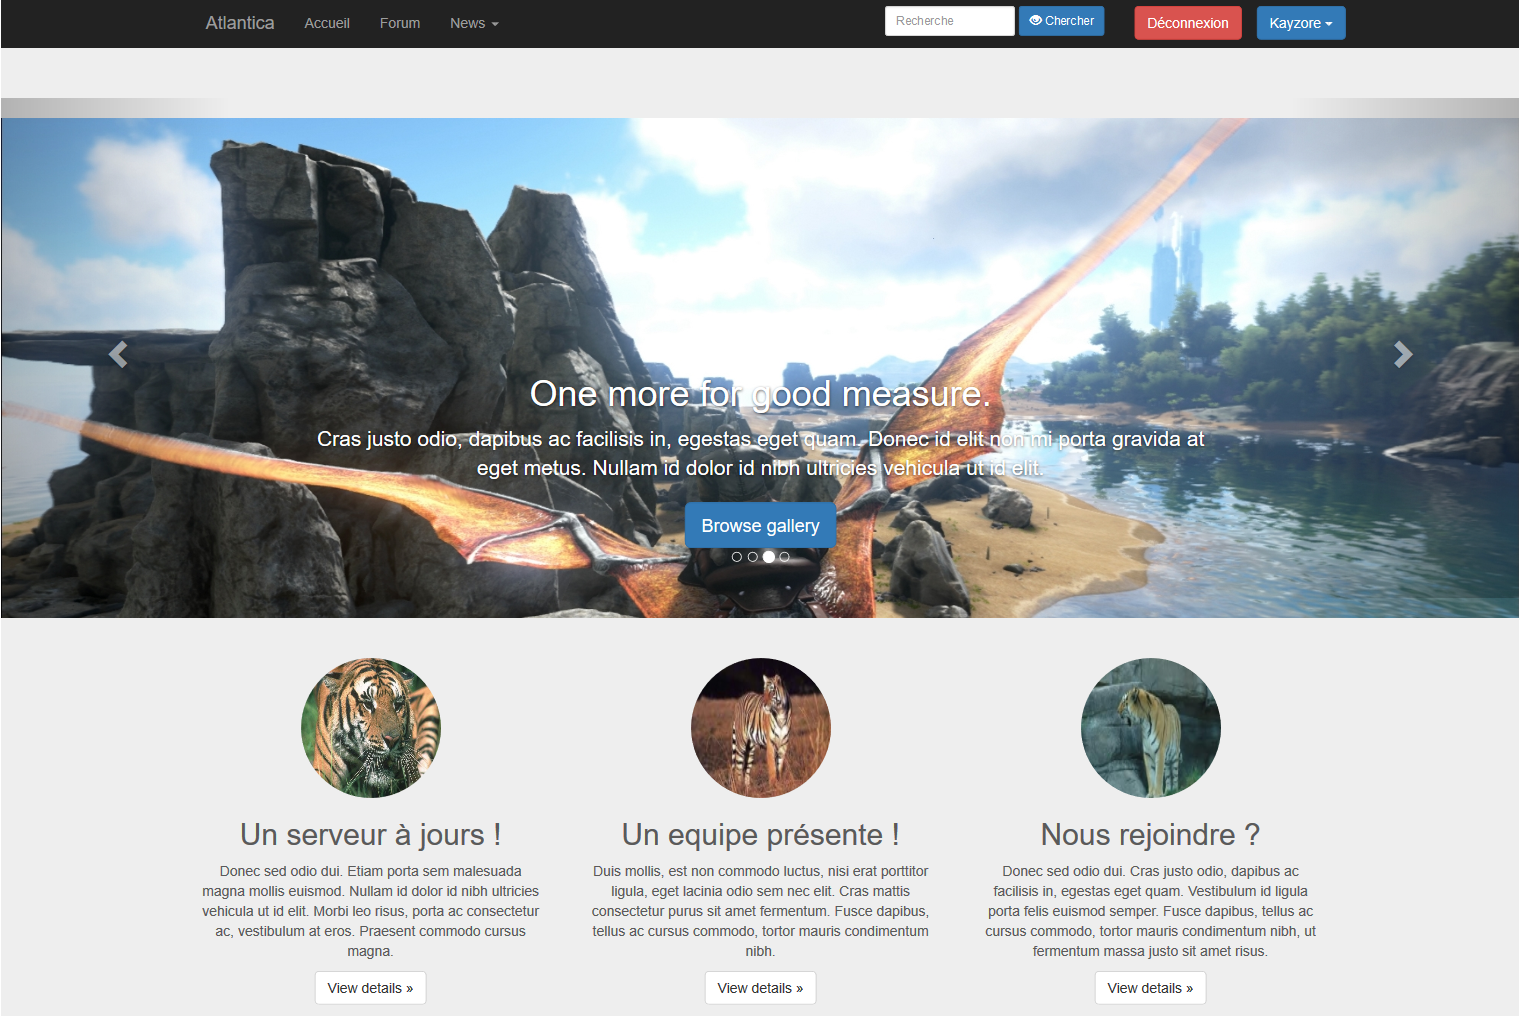 Atlantica Accueil Forum News Recherche Chercher Déconnexion Kayzore
One more for good measure.
Cras justo odio, dapibus ac facilisis in, egestas eget quam. Donec id elit non mi porta gravida at
eget metus. Nullam id dolor id nibh ultricies vehicula ut id elit.
Browse gallery
Un serveur à jours !
Donec sed odio dui. Etiam porta sem malesuada
magna mollis euismod. Nullam id dolor id nibh ultricies
vehicula ut id elit. Morbi leo risus, porta ac consectetur
ac, vestibulum at eros. Praesent commodo cursus
magna.
View details »
Un equipe présente !
Duis mollis, est non commodo luctus, nisi erat porttitor
ligula, eget lacinia odio sem nec elit. Cras mattis
consectetur purus sit amet fermentum. Fusce dapibus,
tellus ac cursus commodo, tortor mauris condimentum
nibh.
View details »
Nous rejoindre ?
Donec sed odio dui. Cras justo odio, dapibus ac
facilisis in, egestas eget quam. Vestibulum id ligula
porta felis euismod semper. Fusce dapibus, tellus ac
cursus commodo, tortor mauris condimentum nibh, ut
fermentum massa justo sit amet risus.
View details »